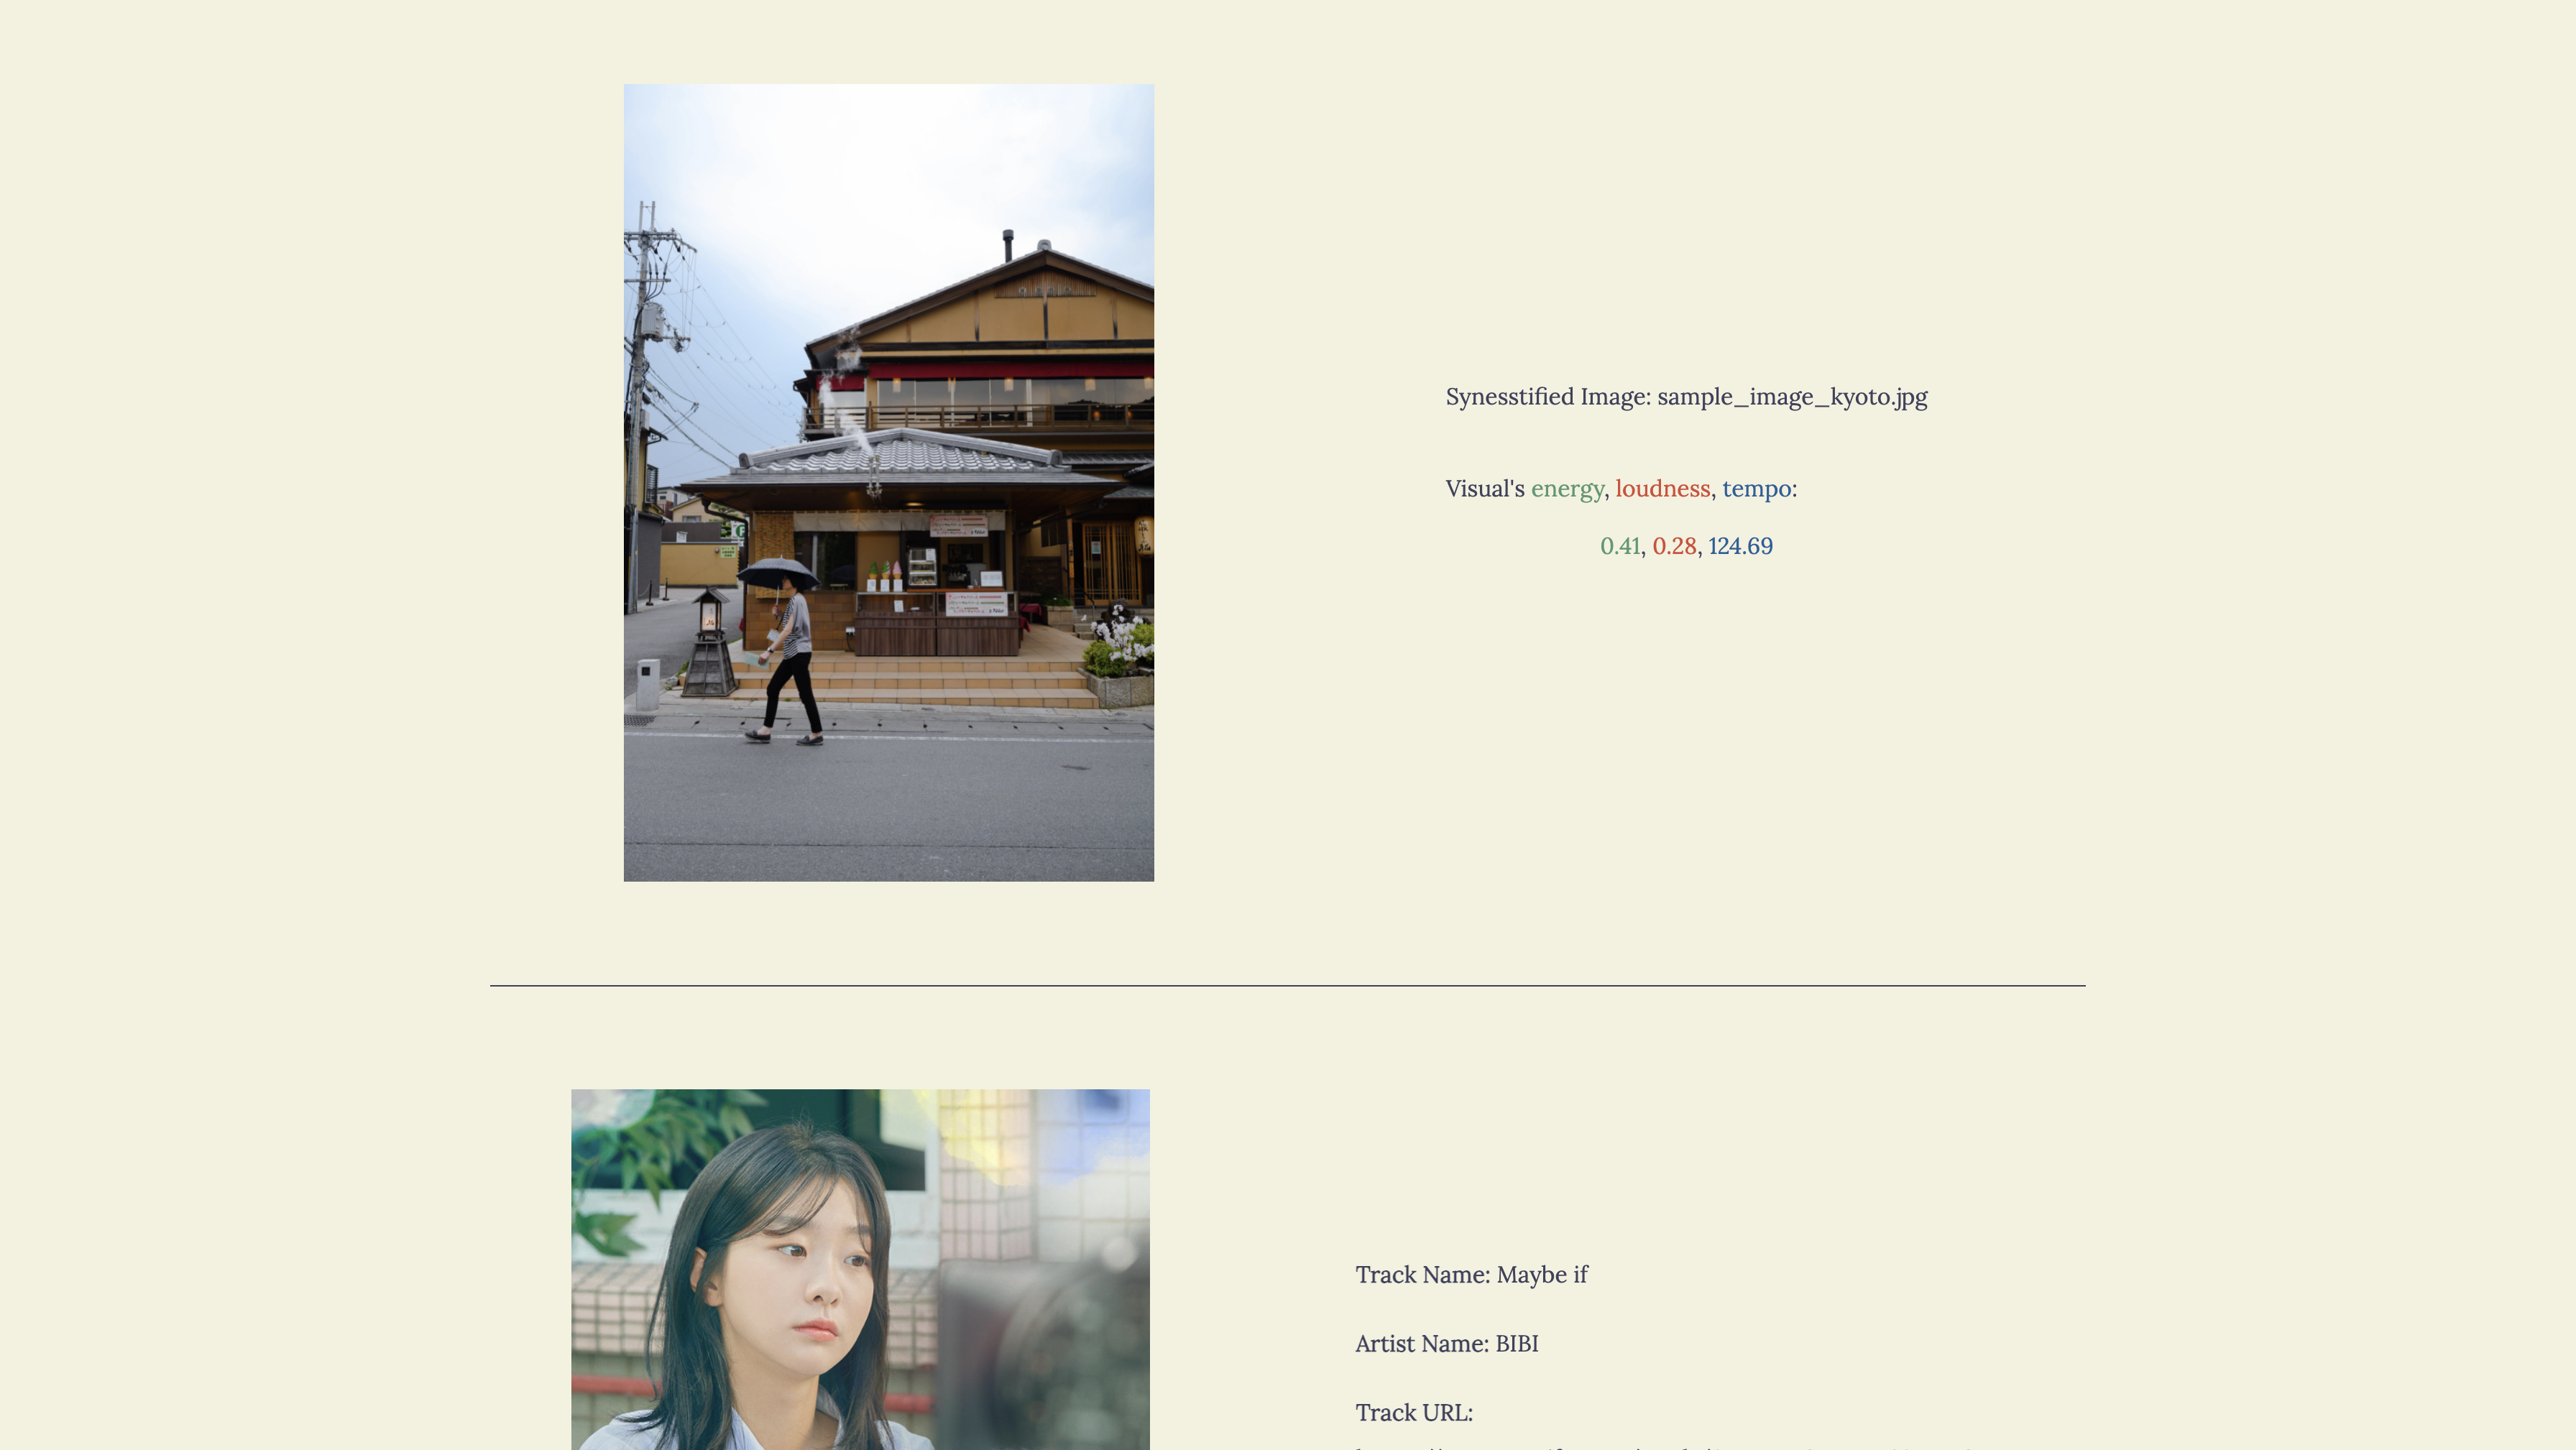 Synesstified Image: sample_image_kyoto.jpg
Visual's energy, loudness, tempo:
0.41, 0.28, 124.69
Track Name: Maybe if
Artist Name: BIBI
Track URL: